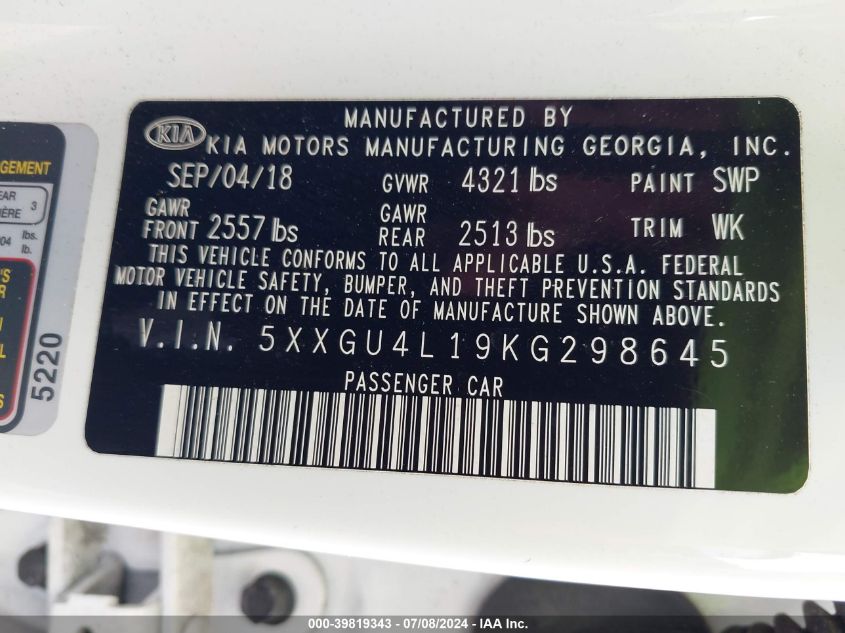 MANUFACTURED BY
KIA KIA MOTORS MANUFACTURING GEORGIA, INC.
SEP/04/18 GVWR 4321 lbs PAINT SWP
GAWR FRONT 2557 lbs GAWR REAR 2513 lbs TRIM WK
THIS VEHICLE CONFORMS TO ALL APPLICABLE U.S.A. FEDERAL
MOTOR VEHICLE SAFETY, BUMPER, AND THEFT PREVENTION STANDARDS
IN EFFECT ON THE DATE OF MANUFACTURE SHOWN ABOVE.
V.I.N. 5XXGU4L19KG298645
PASSENGER CAR
3
lbs.
lb.
5220
000-39819343 - 07/08/2024 - IAA Inc.